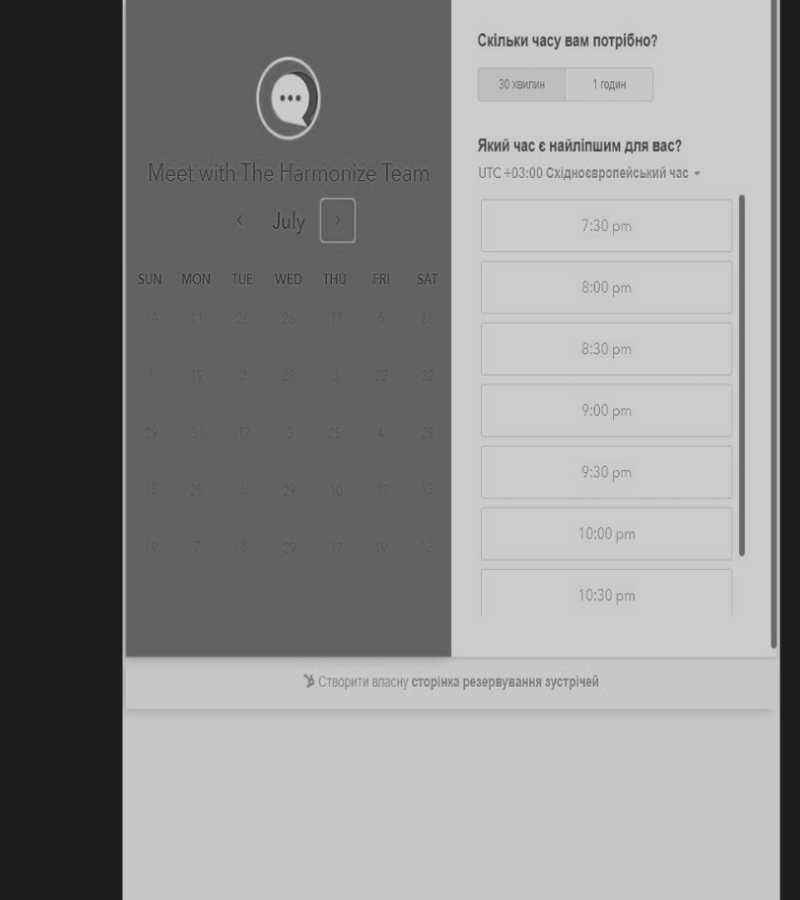 Meet with The Harmonize Team
July
SUN MON TUE WED THU FRI SAT
14 11 26 26 17 6 28
1 19 2 26 3 22 22
29 31 17 3 25 4 29
15 25 6 29 10 17 13
19 7 8 29 17 19 12
Скільки часу вам потрібно?
30 хвилин 1 годин
Який час є найліпшим для вас?
UTC +03:00 Східноєвропейський час
7:30 pm
8:00 pm
8:30 pm
9:00 pm
9:30 pm
10:00 pm
10:30 pm
Створити власну сторінка резервування зустрічей